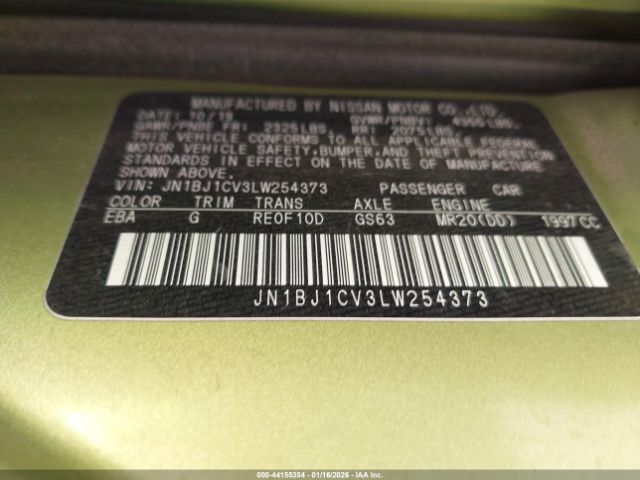 MANUFACTURED BY NISSAN MOTOR CO.,LTD.
DATE: 10/19 GVWR/PNBV: LBS.
GAWR/PNBE FR: 2325LBS RR: 2075LBS
THIS VEHICLE CONFORMS TO ALL APPLICABLE FEDERAL
MOTOR VEHICLE SAFETY, BUMPER, AND THEFT PREVENTION
STANDARDS IN EFFECT ON THE DATE OF MANUFACTURE
SHOWN ABOVE.
VIN: JN1BJ1CV3LW254373 PASSENGER CAR
COLOR TRIM TRANS AXLE ENGINE
EBA G RE0F10D GS63 MR20(DD) 1997CC
JN1BJ1CV3LW254373
000-44155354 | 01/16/2026 - IAAI.COM